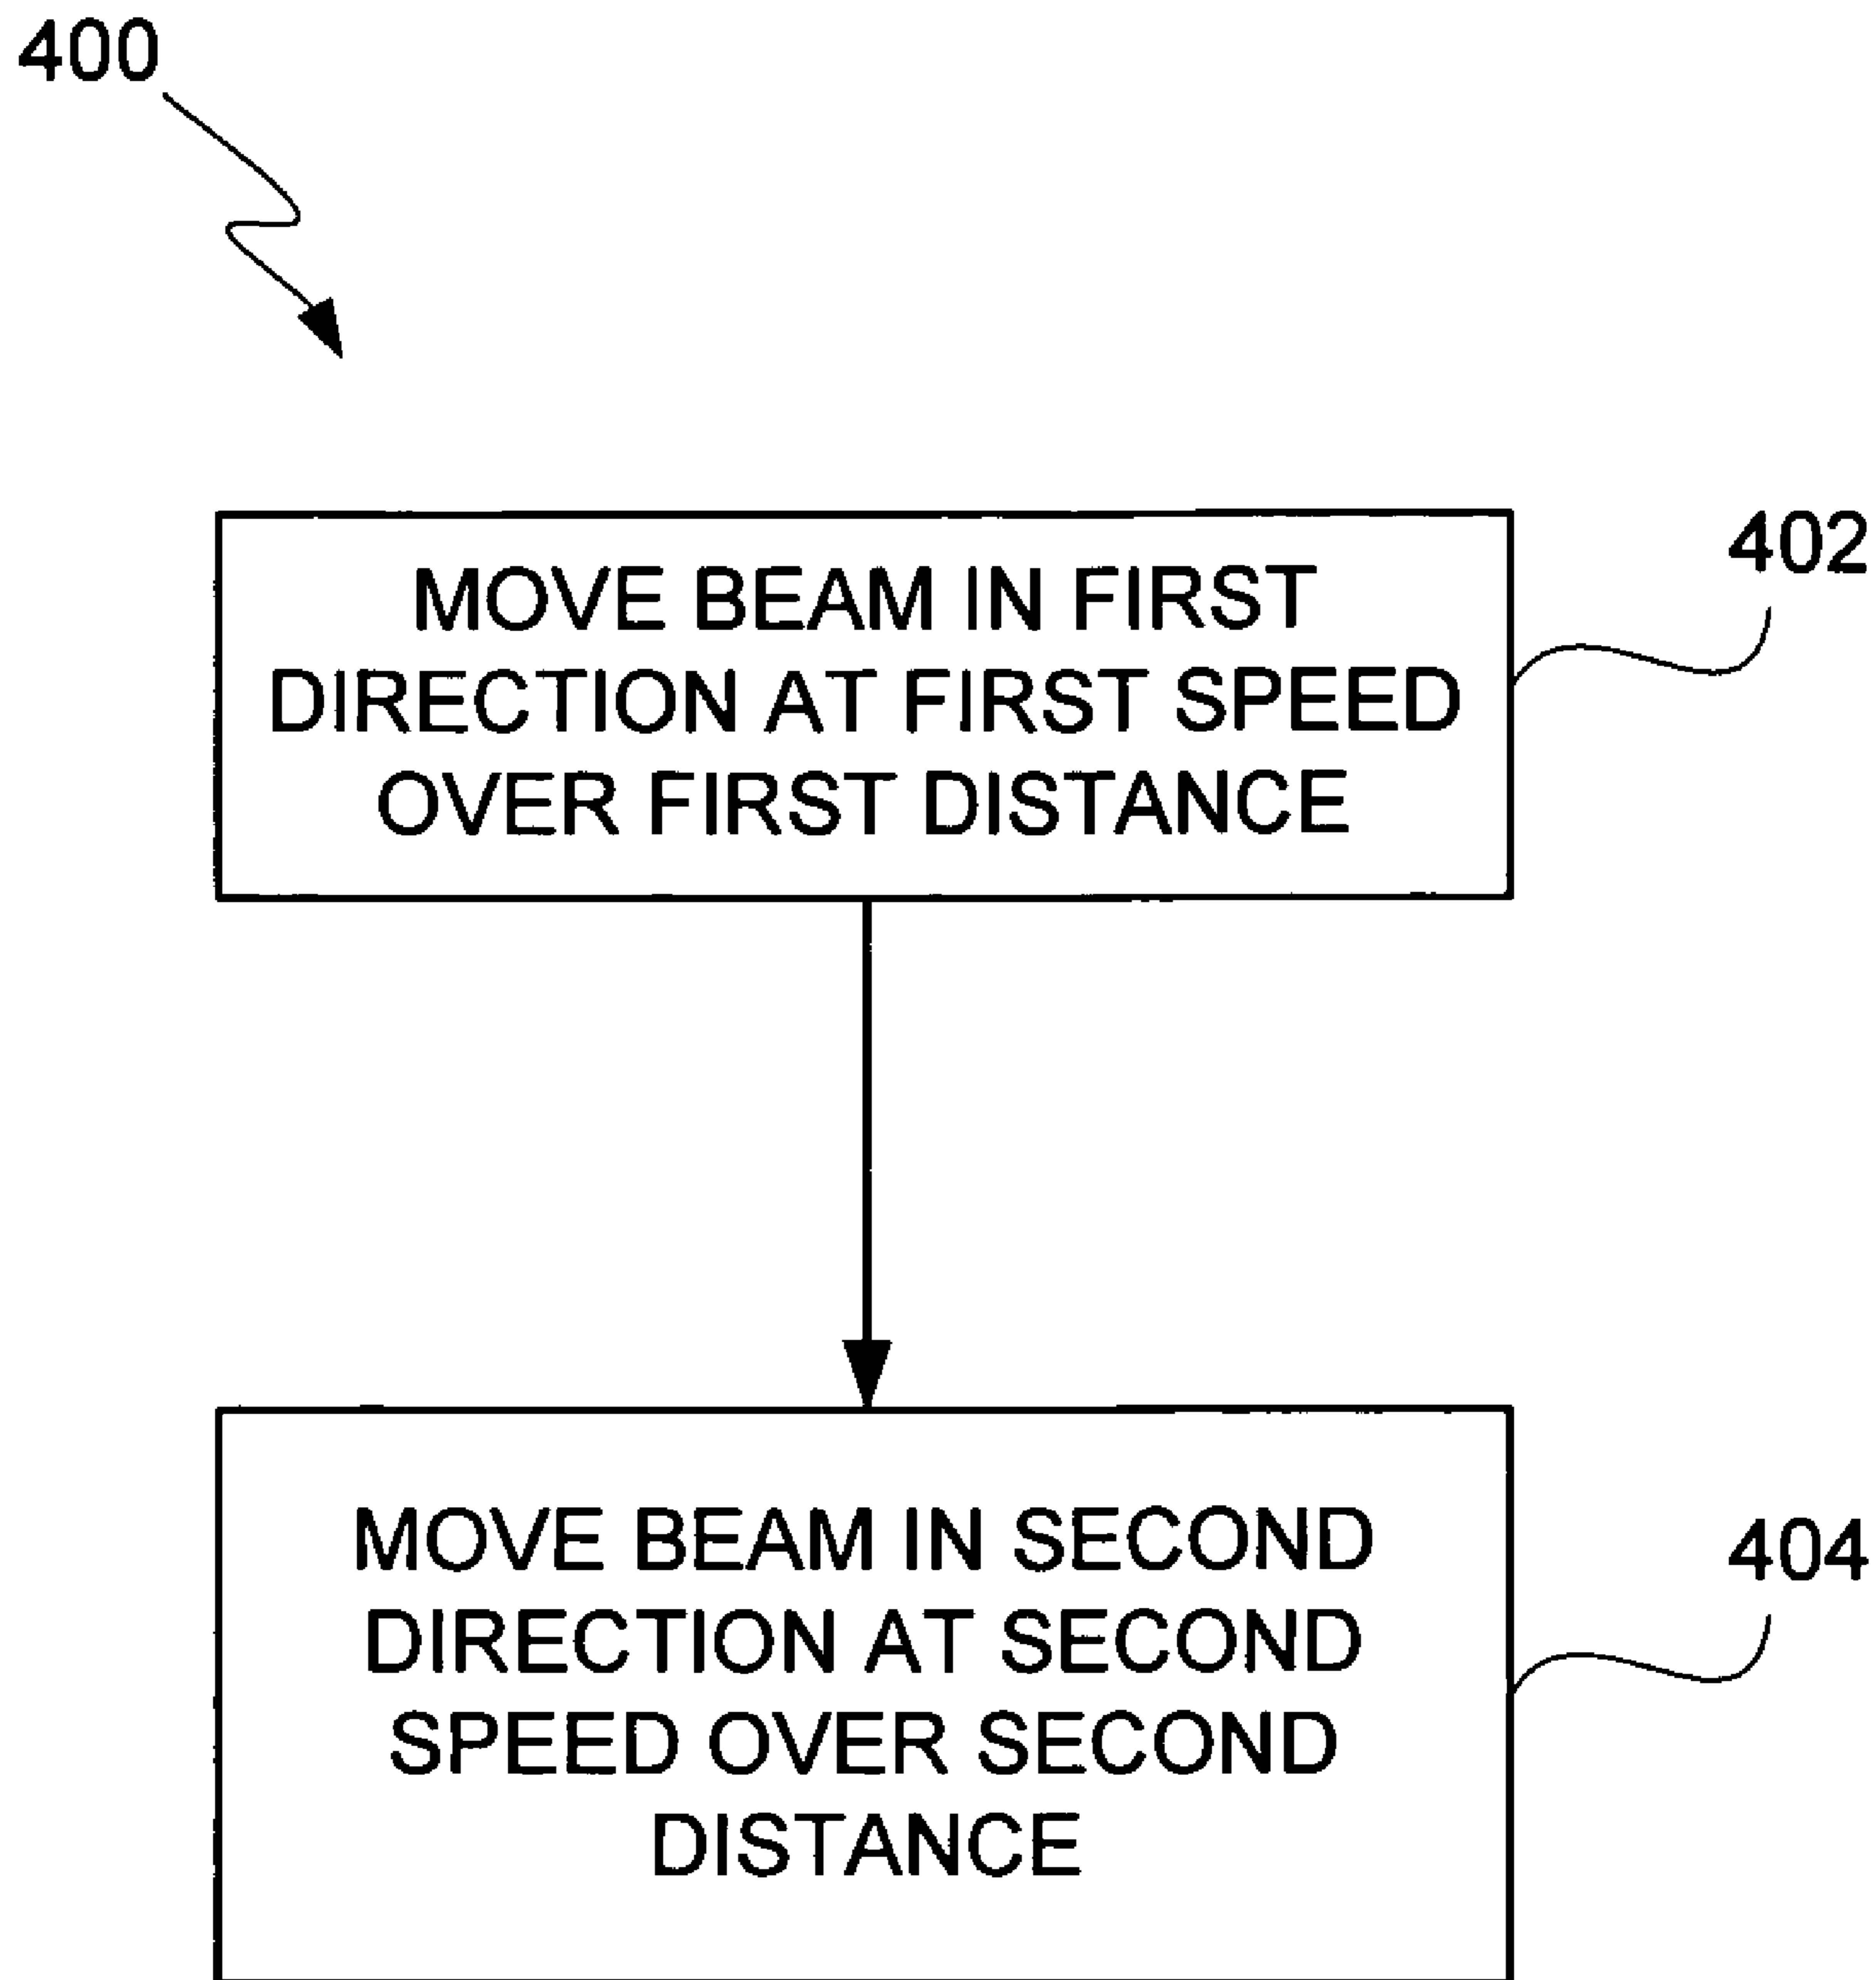 400
MOVE BEAM IN FIRST
DIRECTION AT FIRST SPEED
OVER FIRST DISTANCE
402
MOVE BEAM IN SECOND
DIRECTION AT SECOND
SPEED OVER SECOND
DISTANCE
404